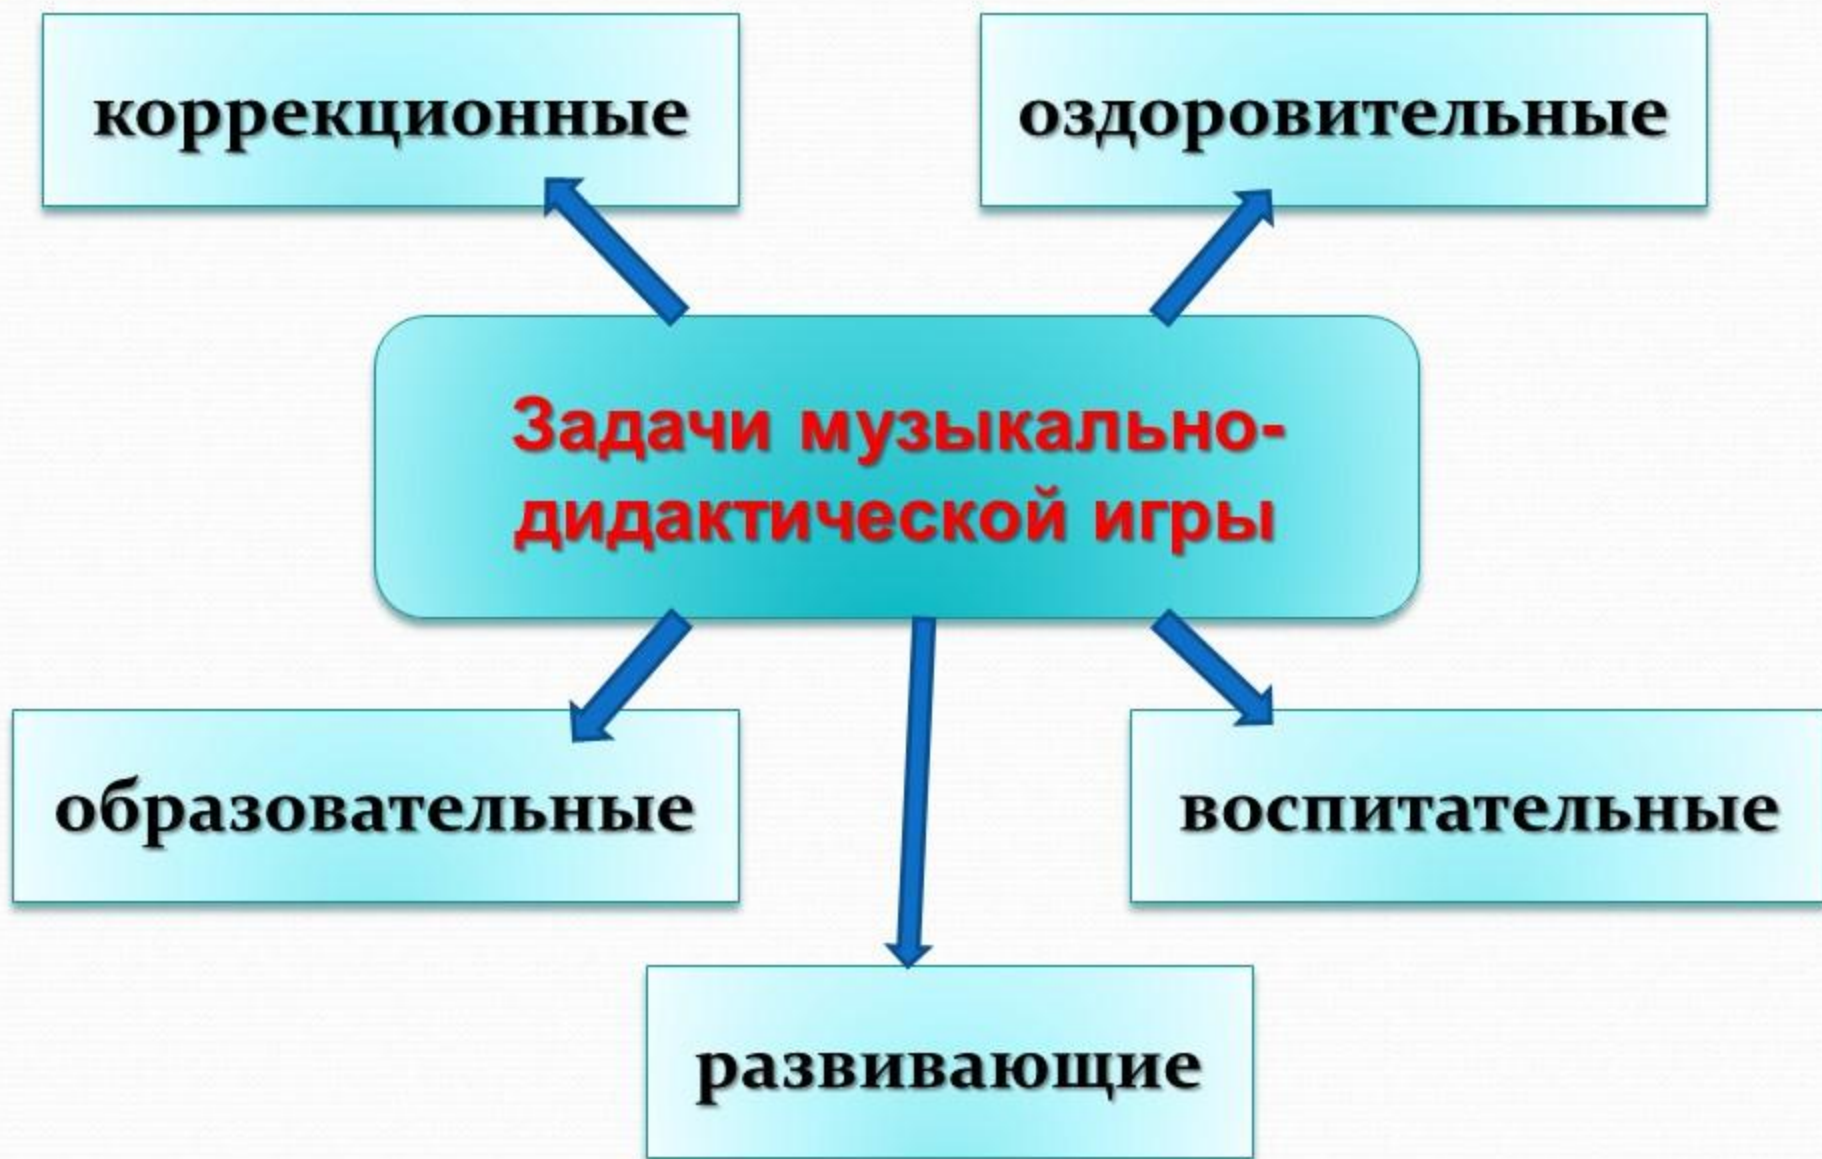 коррекционные
оздоровительные
Задачи музыкально-
дидактической игры
образовательные
воспитательные
развивающие